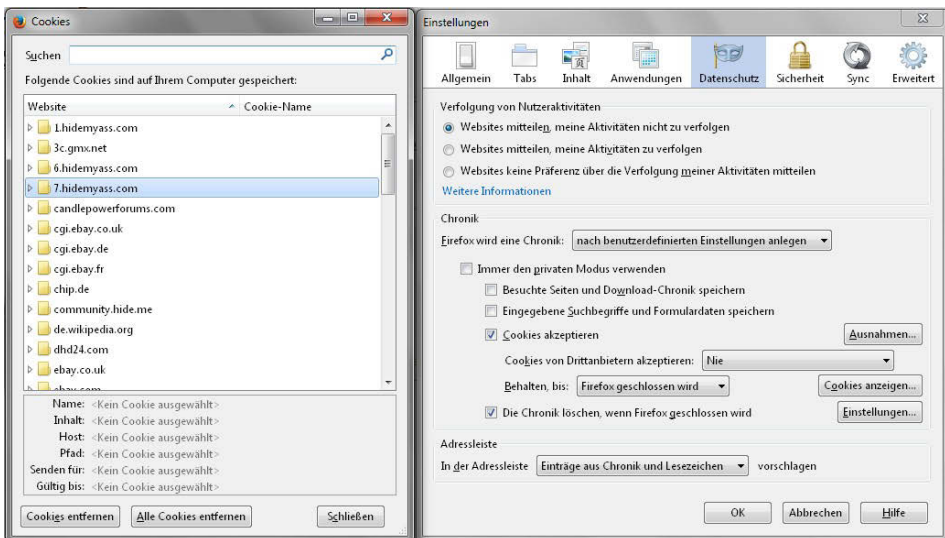 Cookies
Suchen
Folgende Cookies sind auf Ihrem Computer gespeichert:
Website Cookie-Name
1.hidemyass.com
3c.gmx.net
6.hidemyass.com
7.hidemyass.com
candlepowerforums.com
cgi.ebay.co.uk
cgi.ebay.de
cgi.ebay.fr
chip.de
community.hide.me
de.wikipedia.org
dhd24.com
ebay.co.uk
ebay.com
Name: <Kein Cookie ausgewählt>
Inhalt: <Kein Cookie ausgewählt>
Host: <Kein Cookie ausgewählt>
Pfad: <Kein Cookie ausgewählt>
Senden für: <Kein Cookie ausgewählt>
Gültig bis: <Kein Cookie ausgewählt>
Cookies entfernen Alle Cookies entfernen Schließen
Einstellungen
Allgemein Tabs Inhalt Anwendungen Datenschutz Sicherheit Sync Erweitert
Verfolgung von Nutzeraktivitäten
Websites mitteilen, meine Aktivitäten nicht zu verfolgen
Websites mitteilen, meine Aktivitäten zu verfolgen
Websites keine Präferenz über die Verfolgung meiner Aktivitäten mitteilen
Weitere Informationen
Chronik
Firefox wird eine Chronik: nach benutzerdefinierten Einstellungen anlegen
Immer den privaten Modus verwenden
Besuchte Seiten und Download-Chronik speichern
Eingegebene Suchbegriffe und Formulardaten speichern
Cookies akzeptieren Ausnahmen...
Cookies von Drittanbietern akzeptieren: Nie
Behalten, bis: Firefox geschlossen wird Cookies anzeigen...
Die Chronik löschen, wenn Firefox geschlossen wird Einstellungen...
Adressleiste
In der Adressleiste Einträge aus Chronik und Lesezeichen vorschlagen
OK Abbrechen Hilfe